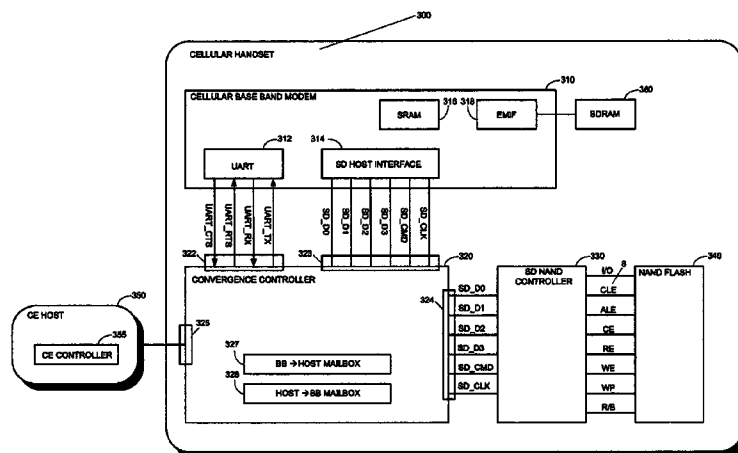 300
CELLULAR HANDSET
310
CELLULAR BASE BAND MODEM
SRAM
316
318
EMIF
360
SDRAM
312
UART
314
SD HOST INTERFACE
UART_CTS
UART_RTS
UART_RX
UART_TX
SD_D0
SD_D1
SD_D2
SD_D3
SD_CMD
SD_CLK
322
323
320
CONVERGENCE CONTROLLER
324
325
327
BB → HOST MAILBOX
328
HOST → BB MAILBOX
350
CE HOST
355
CE CONTROLLER
SD_D0
SD_D1
SD_D2
SD_D3
SD_CMD
SD_CLK
330
SD NAND CONTROLLER
I/O
8
CLE
ALE
CE
RE
WE
WP
R/B
340
NAND FLASH